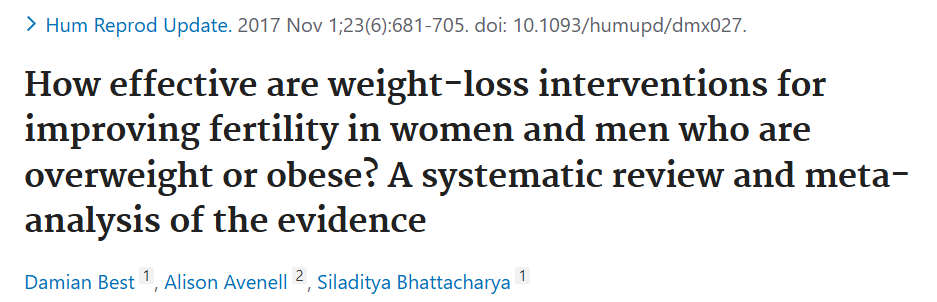 > Hum Reprod Update. 2017 Nov 1;23(6):681-705. doi: 10.1093/humupd/dmx027.
How effective are weight-loss interventions for
improving fertility in women and men who are
overweight or obese? A systematic review and meta-
analysis of the evidence
Damian Best 1, Alison Avenell 2, Siladitya Bhattacharya 1